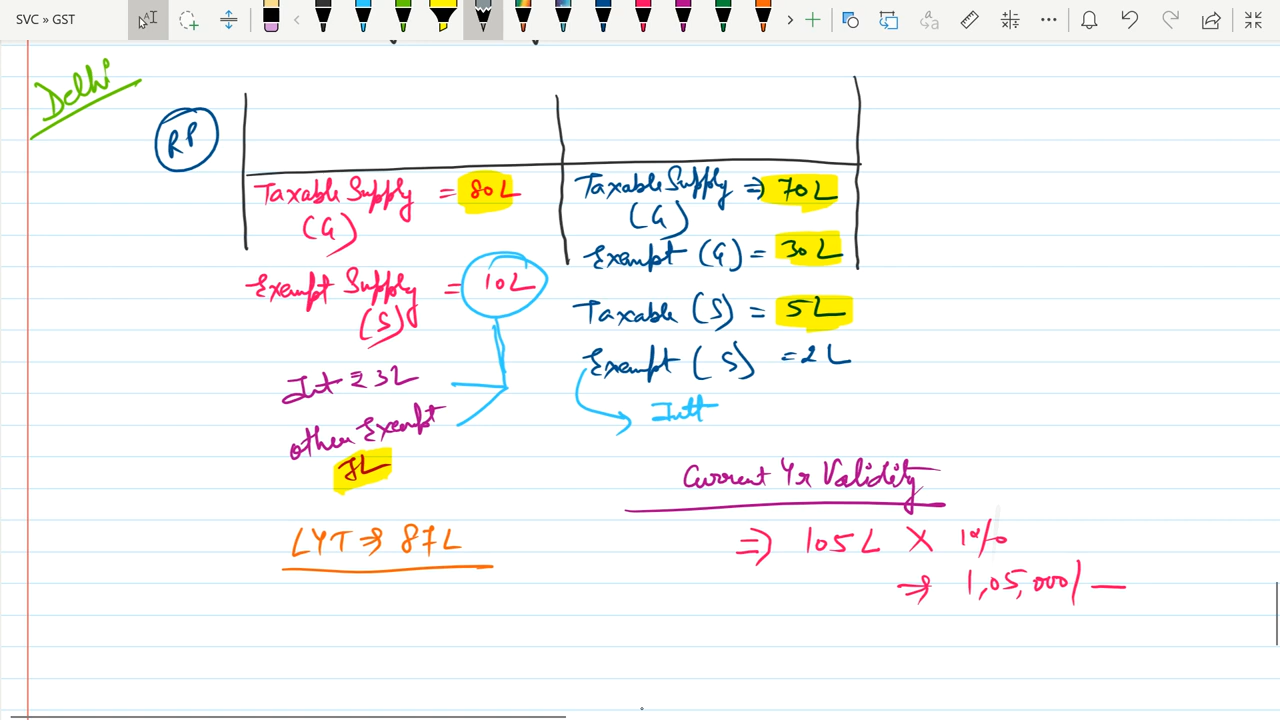 SVC » GST
Delhi
RP
Taxable Supply = 80L
(G)
Exempt Supply = 10L
(S)
Int ₹ 3L
other Exempt
7L
LYT ⇒ 87L
Taxable Supply ⇒ 70L
(G)
Exempt (G) = 30L
Taxable (S) = 5L
Exempt (S) = 2L
Intt
Current Yr Validity
⇒ 105L X 1%
⇒ 1,05,000/-